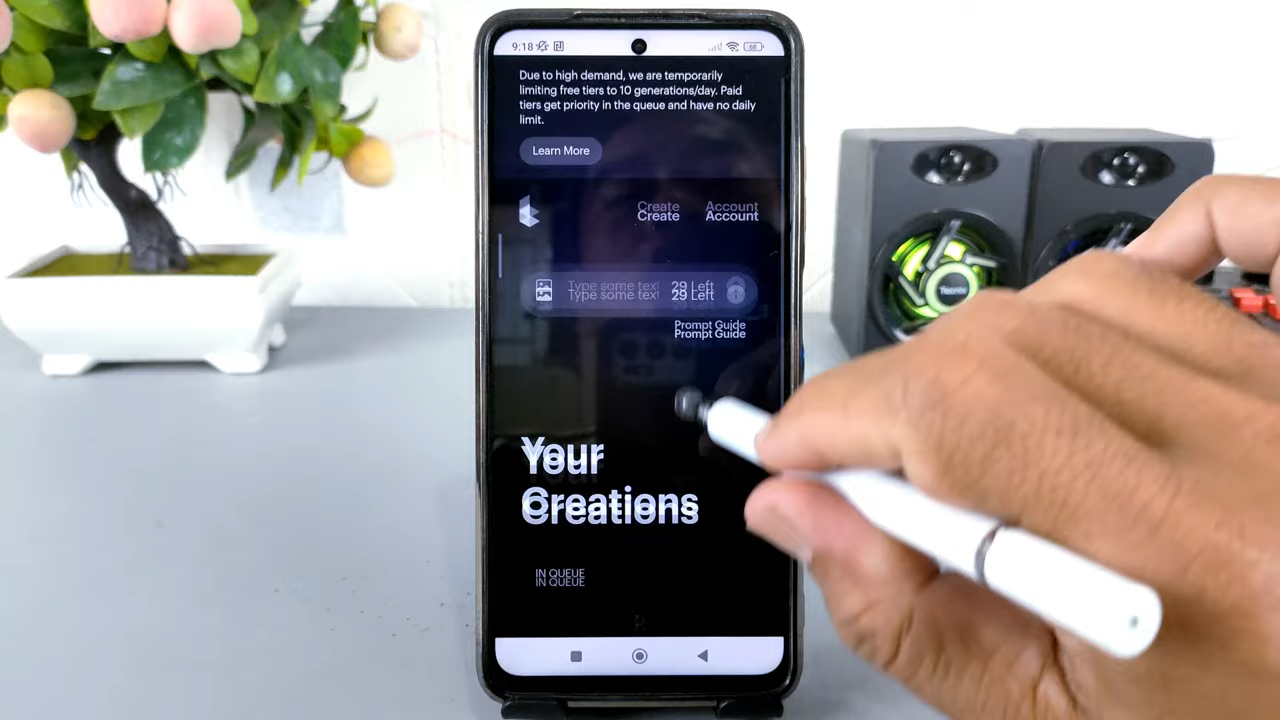 9:18
68
Due to high demand, we are temporarily
limiting free tiers to 10 generations/day. Paid
tiers get priority in the queue and have no daily
limit.
Learn More
Create Account
Type some text 29 Left
Prompt Guide
Your
Creations
IN QUEUE
Tecnix